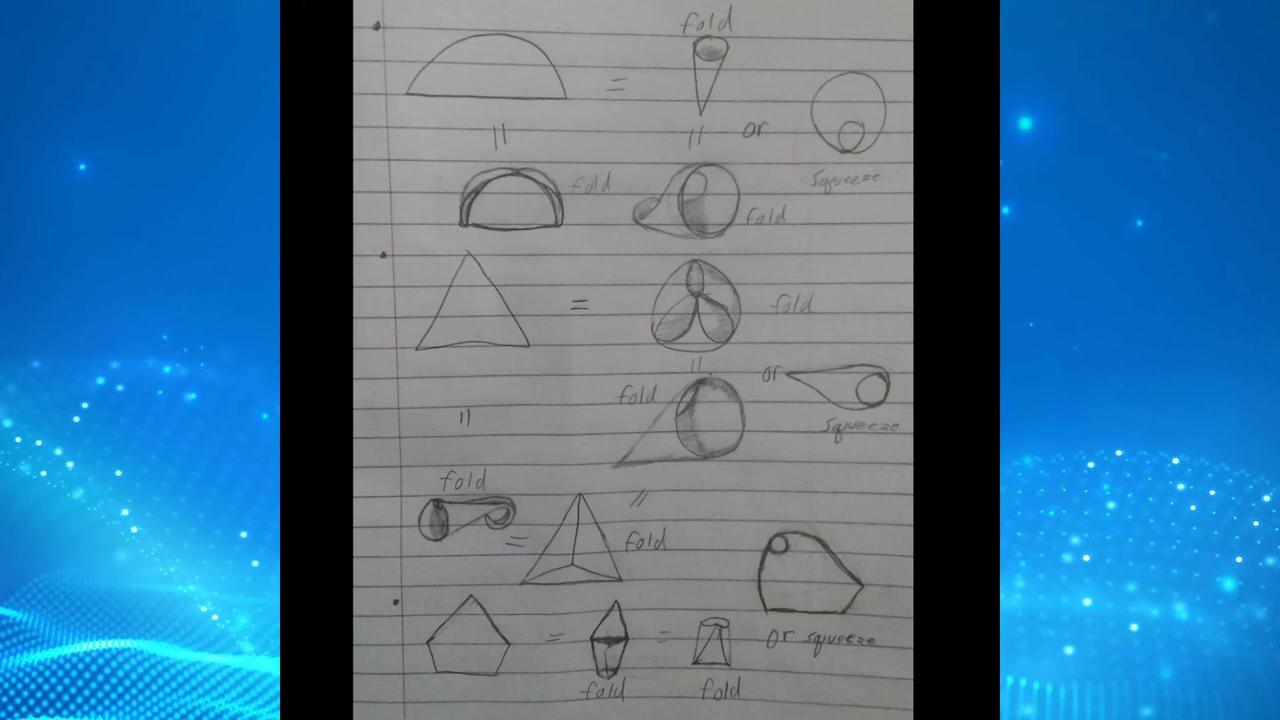 fold
=
= = or
squeeze
fold
fold
=
fold
=
or
fold
squeeze
=
fold
=
=
fold
= =
or squeeze
fold
fold